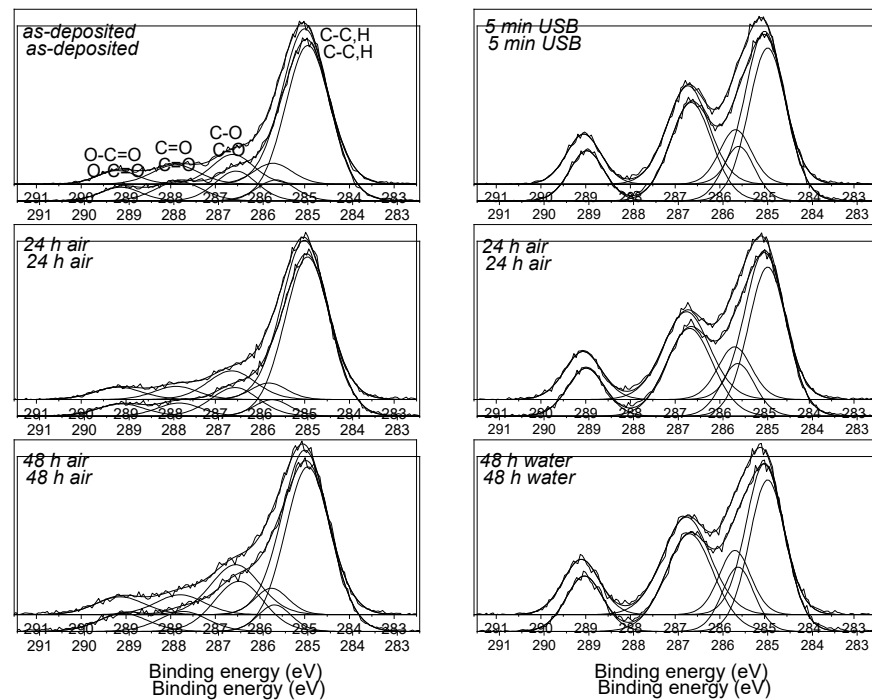 as-deposited
as-deposited
C-C,H
C-C,H
C-O
C-O
C=O
C=O
O-C=O
O-C=O
291 290 289 288 287 286 285 284 283
291 290 289 288 287 286 285 284 283
5 min USB
5 min USB
291 290 289 288 287 286 285 284 283
291 290 289 288 287 286 285 284 283
24 h air
24 h air
291 290 289 288 287 286 285 284 283
291 290 289 288 287 286 285 284 283
24 h air
24 h air
291 290 289 288 287 286 285 284 283
291 290 289 288 287 286 285 284 283
48 h air
48 h air
291 290 289 288 287 286 285 284 283
291 290 289 288 287 286 285 284 283
Binding energy (eV)
Binding energy (eV)
48 h water
48 h water
291 290 289 288 287 286 285 284 283
291 290 289 288 287 286 285 284 283
Binding energy (eV)
Binding energy (eV)